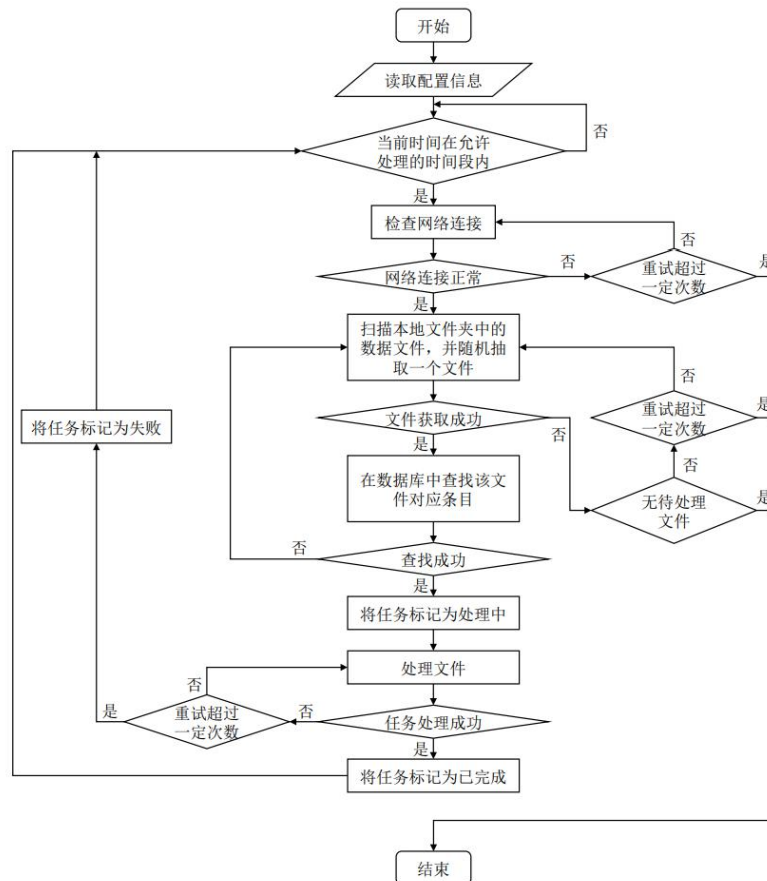 开始
读取配置信息
当前时间在允许
处理的时间段内
否
是
检查网络连接
否
网络连接正常
否
重试超过
一定次数
是
是
扫描本地文件夹中的
数据文件，并随机抽
取一个文件
否
将任务标记为失败
文件获取成功
否
重试超过
一定次数
是
是
否
在数据库中查找该文
件对应条目
无待处理
文件
是
否
查找成功
是
将任务标记为处理中
处理文件
否
是
重试超过
一定次数
否
任务处理成功
是
将任务标记为已完成
结束